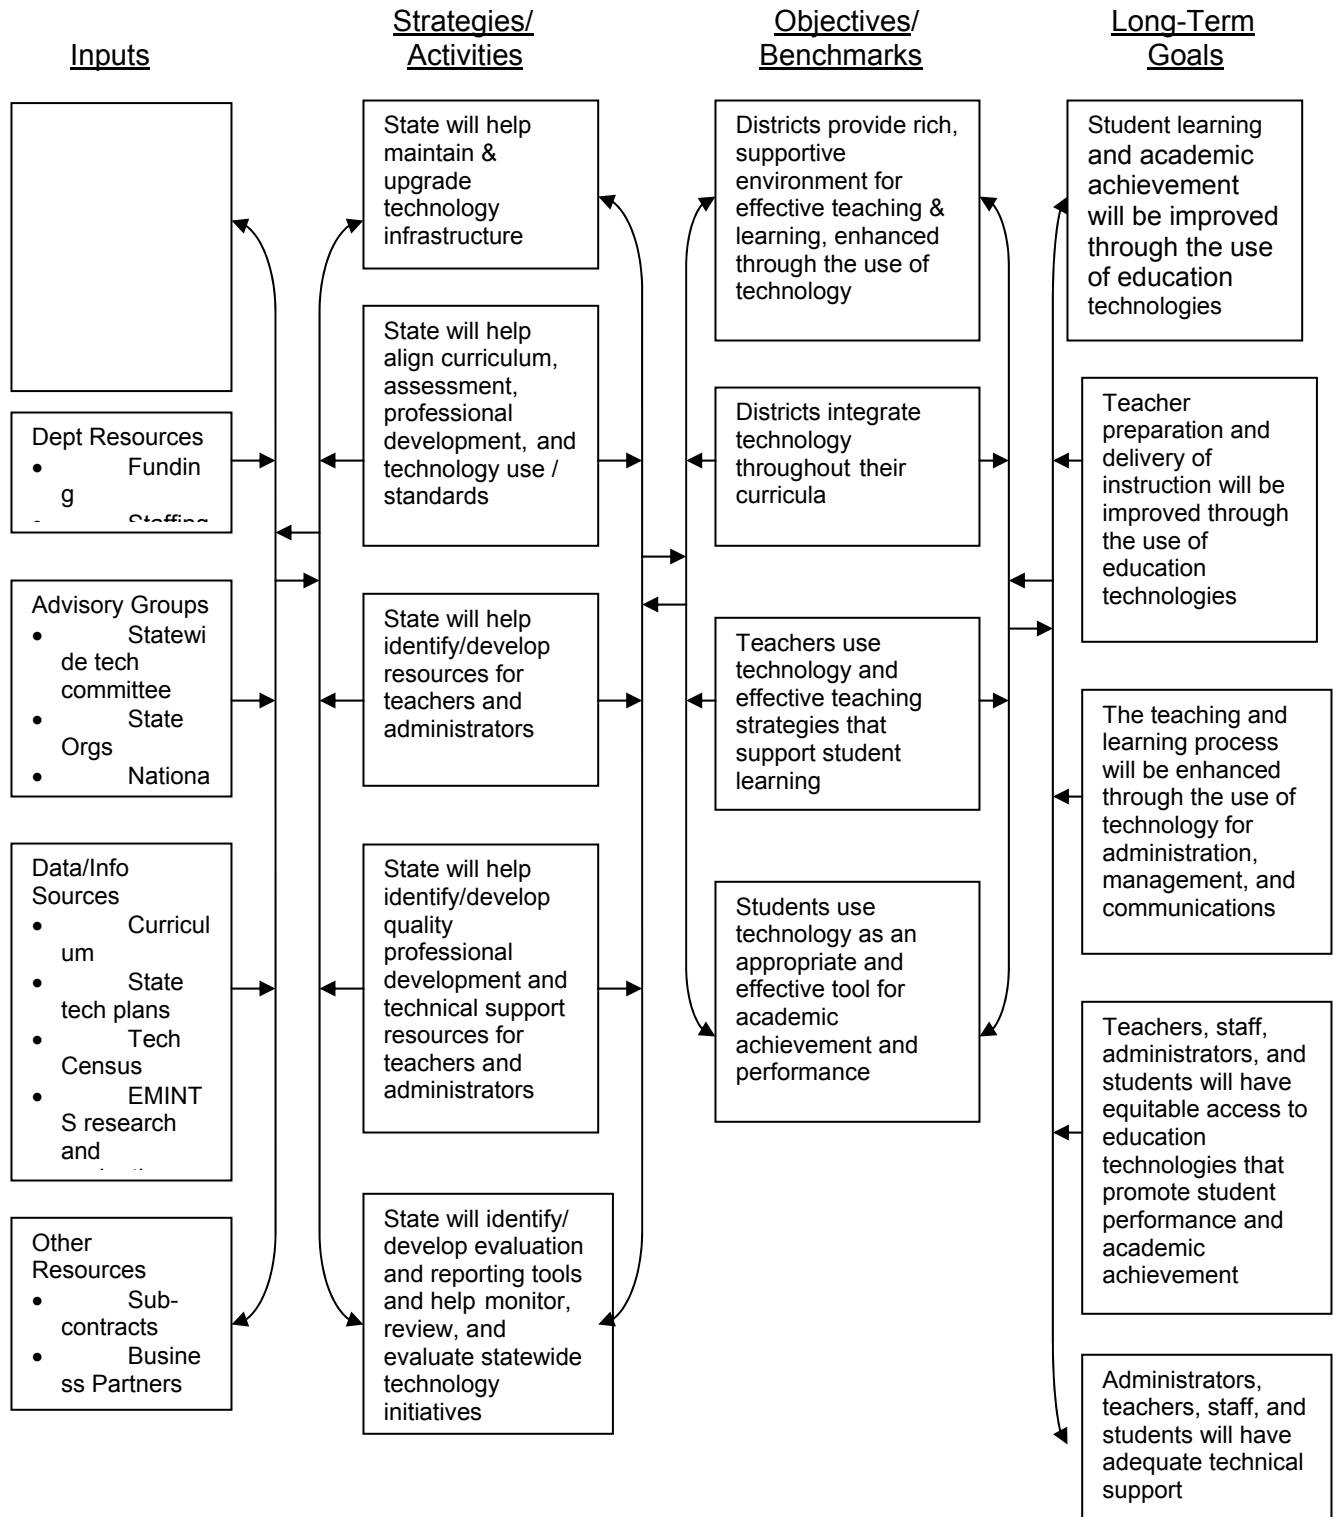 Inputs
Strategies/
Activities
Objectives/
Benchmarks
Long-Term
Goals
Dept Resources
• Fundin
g
• Staffing
Advisory Groups
• Statewi
de tech
committee
• State
Orgs
• Nationa
Data/Info
Sources
• Curricul
um
• State
tech plans
• Tech
Census
• EMINT
S research
and
Other
Resources
• Sub-
contracts
• Busine
ss Partners
State will help
maintain &
upgrade
technology
infrastructure
State will help
align curriculum,
assessment,
professional
development, and
technology use /
standards
State will help
identify/develop
resources for
teachers and
administrators
State will help
identify/develop
quality
professional
development and
technical support
resources for
teachers and
administrators
State will identify/
develop evaluation
and reporting tools
and help monitor,
review, and
evaluate statewide
technology
initiatives
Districts provide rich,
supportive
environment for
effective teaching &
learning, enhanced
through the use of
technology
Districts integrate
technology
throughout their
curricula
Teachers use
technology and
effective teaching
strategies that
support student
learning
Students use
technology as an
appropriate and
effective tool for
academic
achievement and
performance
Student learning
and academic
achievement
will be improved
through the use
of education
technologies
Teacher
preparation and
delivery of
instruction will be
improved through
the use of
education
technologies
The teaching and
learning process
will be enhanced
through the use of
technology for
administration,
management, and
communications
Teachers, staff,
administrators, and
students will have
equitable access to
education
technologies that
promote student
performance and
academic
achievement
Administrators,
teachers, staff, and
students will have
adequate technical
support